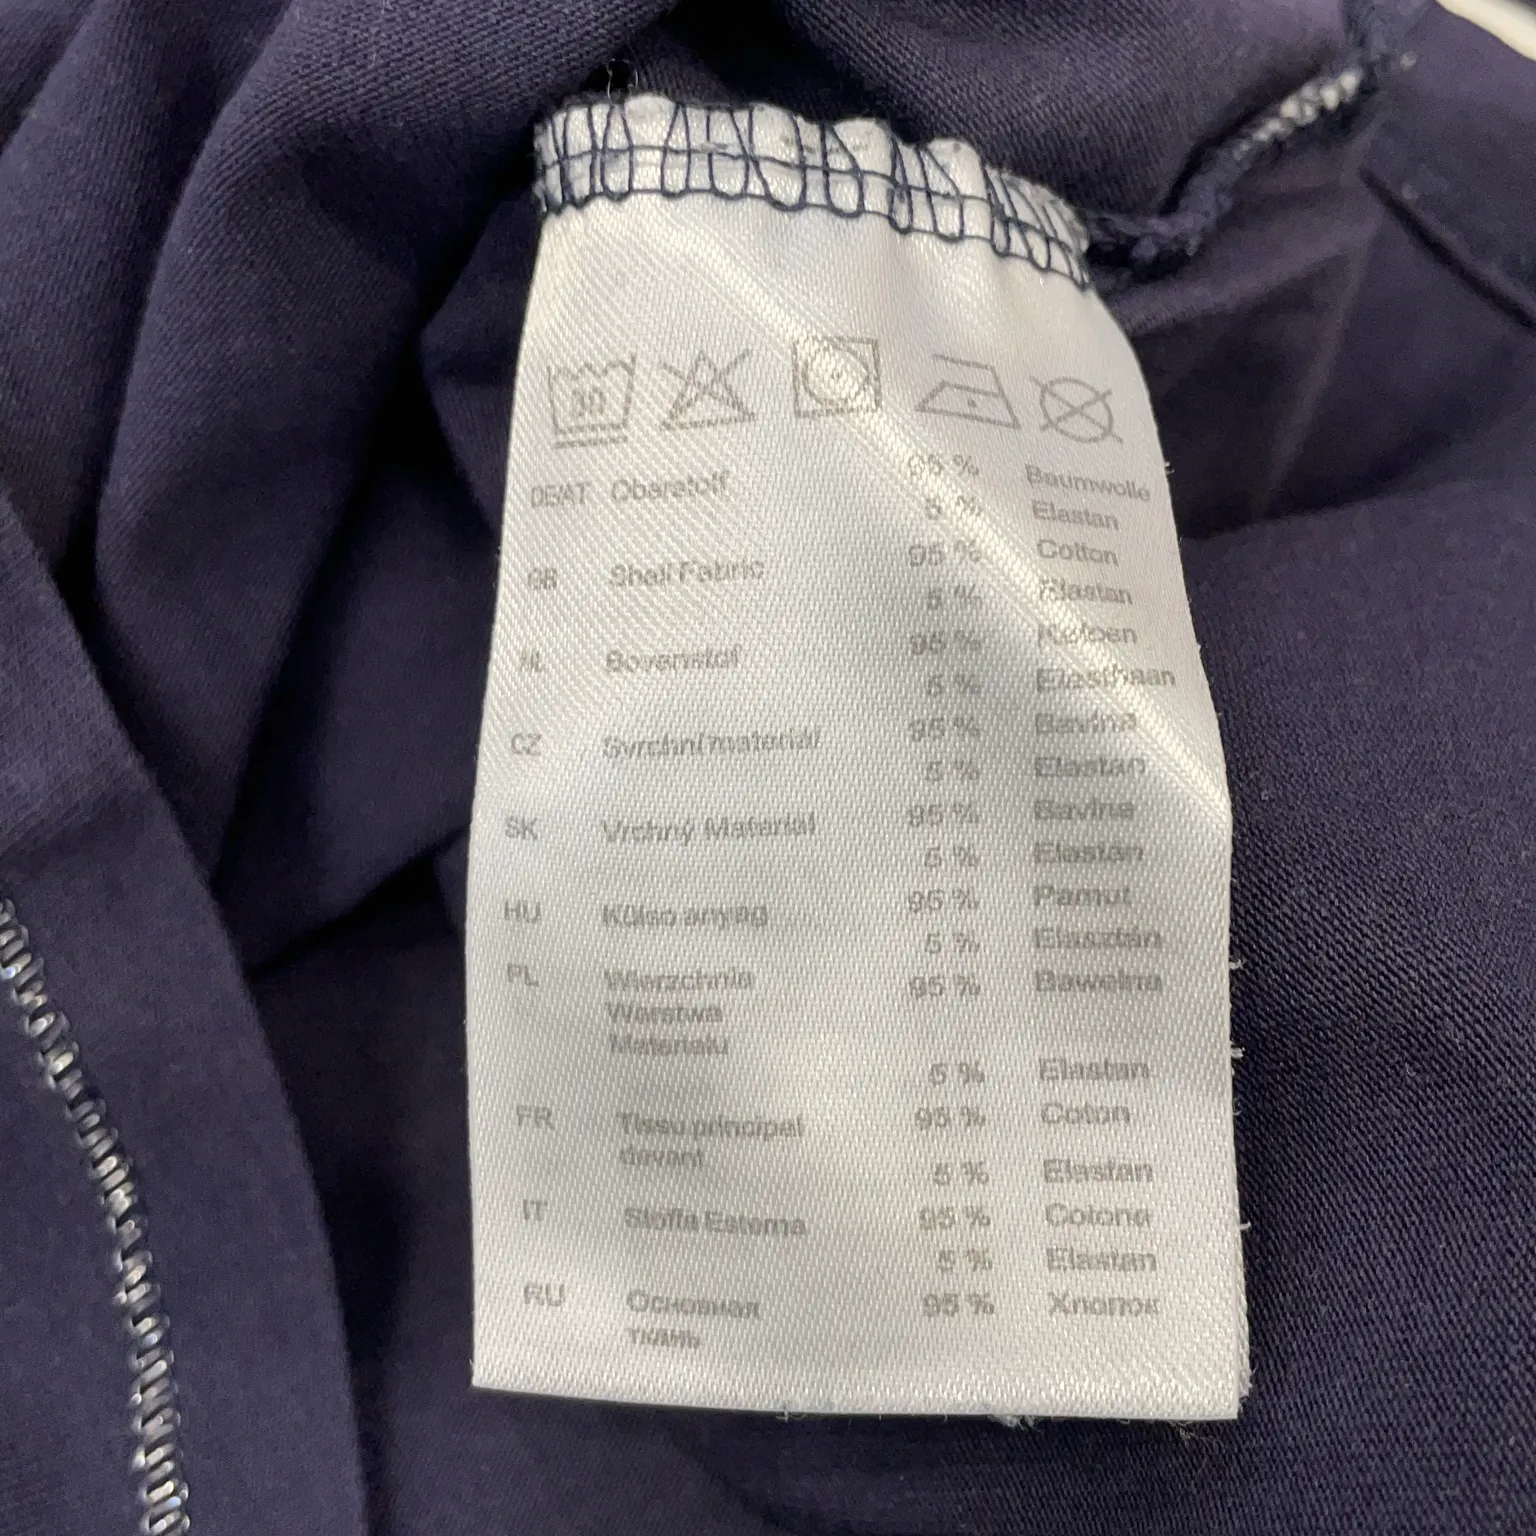 30
DE/AT Oberstoff 95 % Baumwolle
5 % Elastan
GB Shell Fabric 95 % Cotton
5 % Elastan
NL Bovenstof 95 % Katoen
5 % Elasthaan
CZ Svrchní materiál 95 % Bavlna
5 % Elastan
SK Vrchný Materiál 95 % Bavlna
5 % Elastan
HU Külso anyag 95 % Pamut
5 % Elasztán
PL Wierzchnia 95 % Bawełna
Warstwa
Materiału
5 % Elastan
FR Tissu principal 95 % Coton
devant
5 % Elastan
IT Stoffa Esterna 95 % Cotone
5 % Elastan
RU Основная 95 % Хлопок
ткань